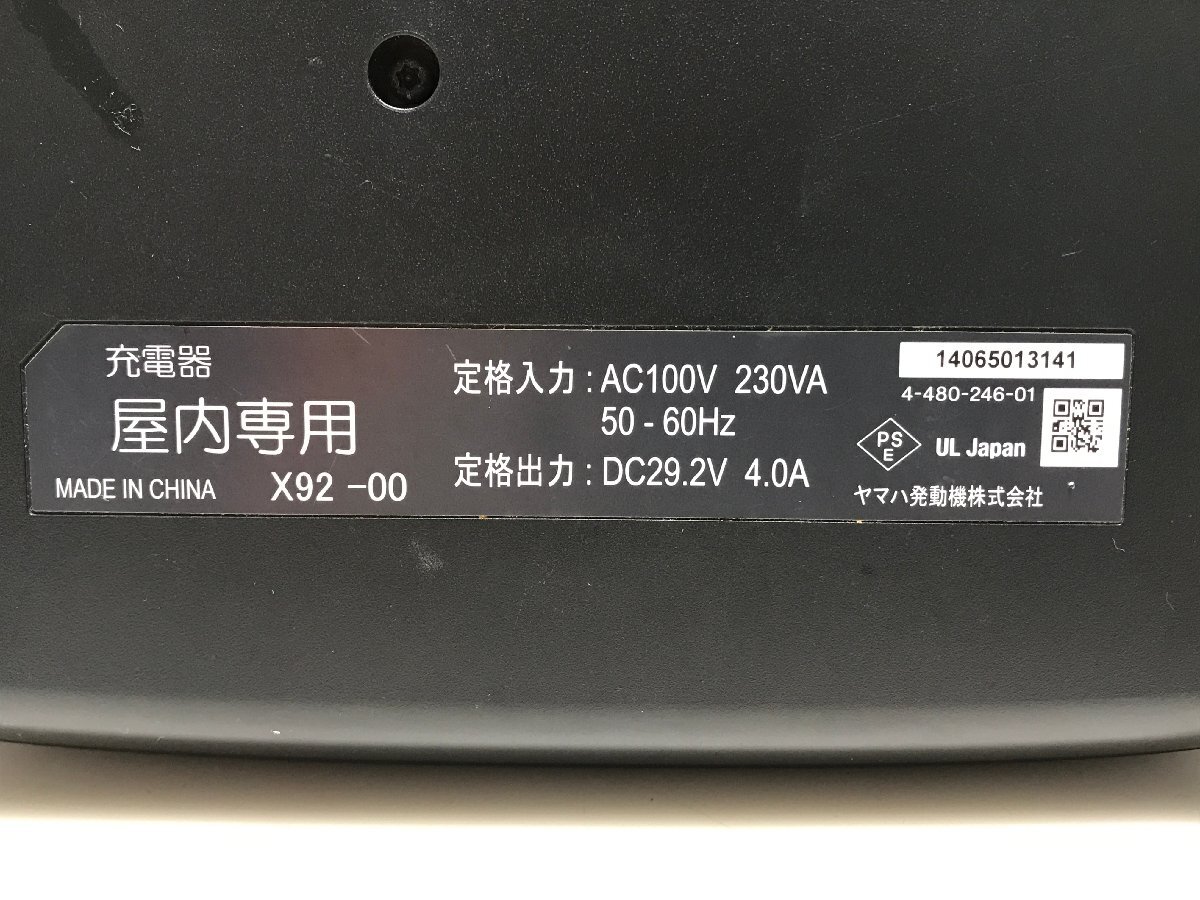 充電器
屋内専用
MADE IN CHINA X92 -00
定格入力 : AC100V 230VA
50 - 60Hz
定格出力 : DC29.2V 4.0A
14065013141
4-480-246-01
PS
E
UL Japan
ヤマハ発動機株式会社